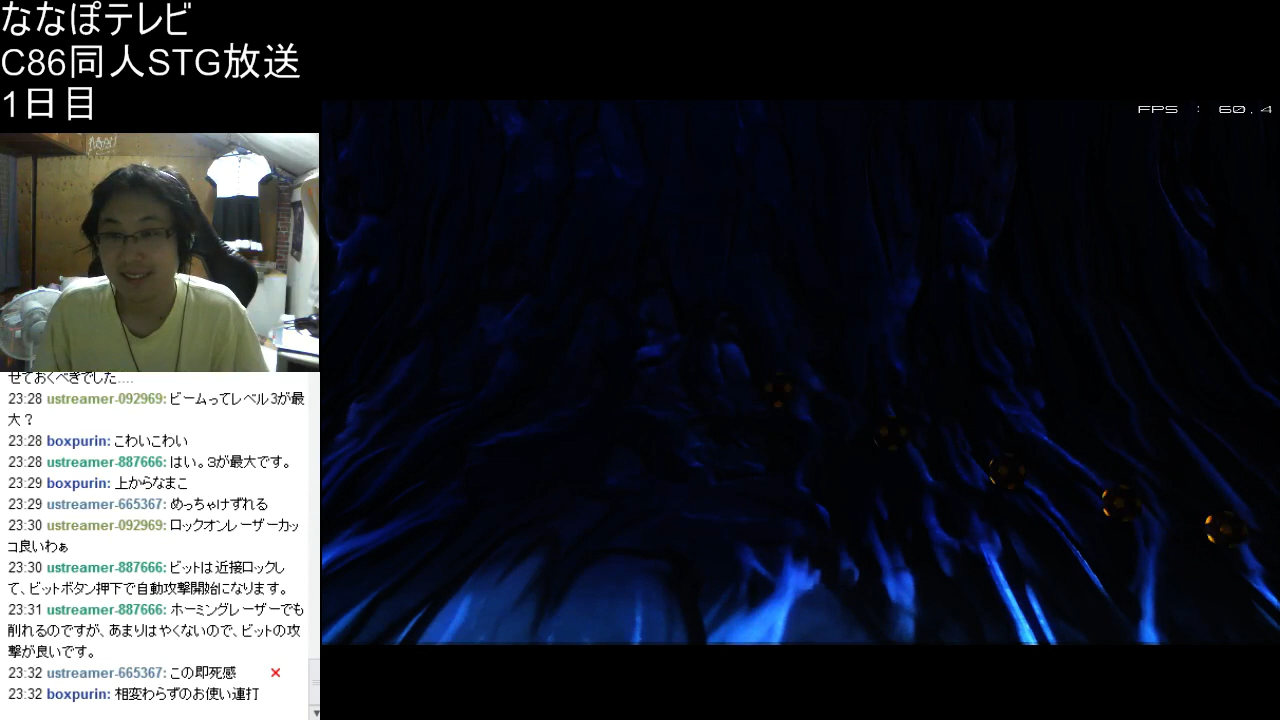 ななぽテレビ
C86同人STG放送
1日目
FPS : 60.4
せておくべきでした....
23:28 ustreamer-092969: ビームってレベル3が最
大？
23:28 boxpurin: こわいこわい
23:28 ustreamer-887666: はい。3が最大です。
23:29 boxpurin: 上からなまこ
23:29 ustreamer-665367: めっちゃけずれる
23:30 ustreamer-092969: ロックオンレーザーカッ
コ良いわぁ
23:30 ustreamer-887666: ビットは近接ロックし
て、ビットボタン押下で自動攻撃開始になります。
23:31 ustreamer-887666: ホーミングレーザーでも
削れるのですが、あまりはやくないので、ビットの攻
撃が良いです。
23:32 ustreamer-665367: この即死感
23:32 boxpurin: 相変わらずのお使い連打